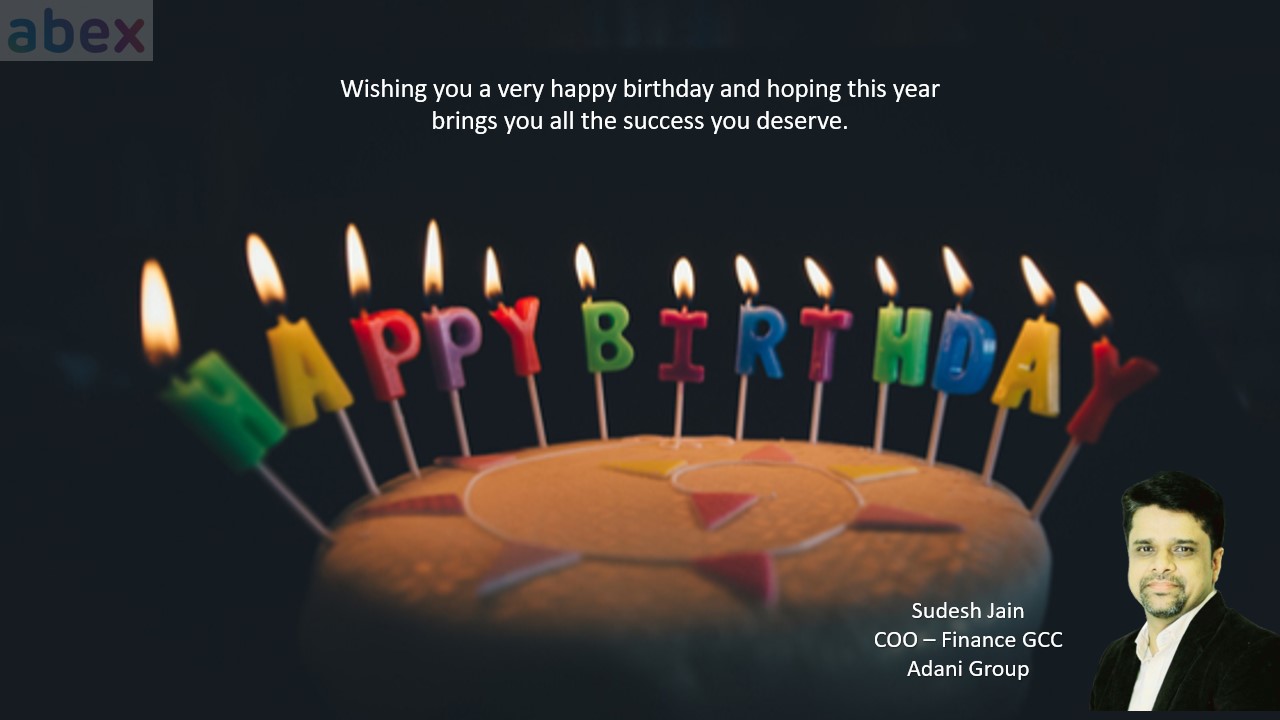 abex
Wishing you a very happy birthday and hoping this year
brings you all the success you deserve.
HAPPY BIRTHDAY
Sudesh Jain
COO – Finance GCC
Adani Group